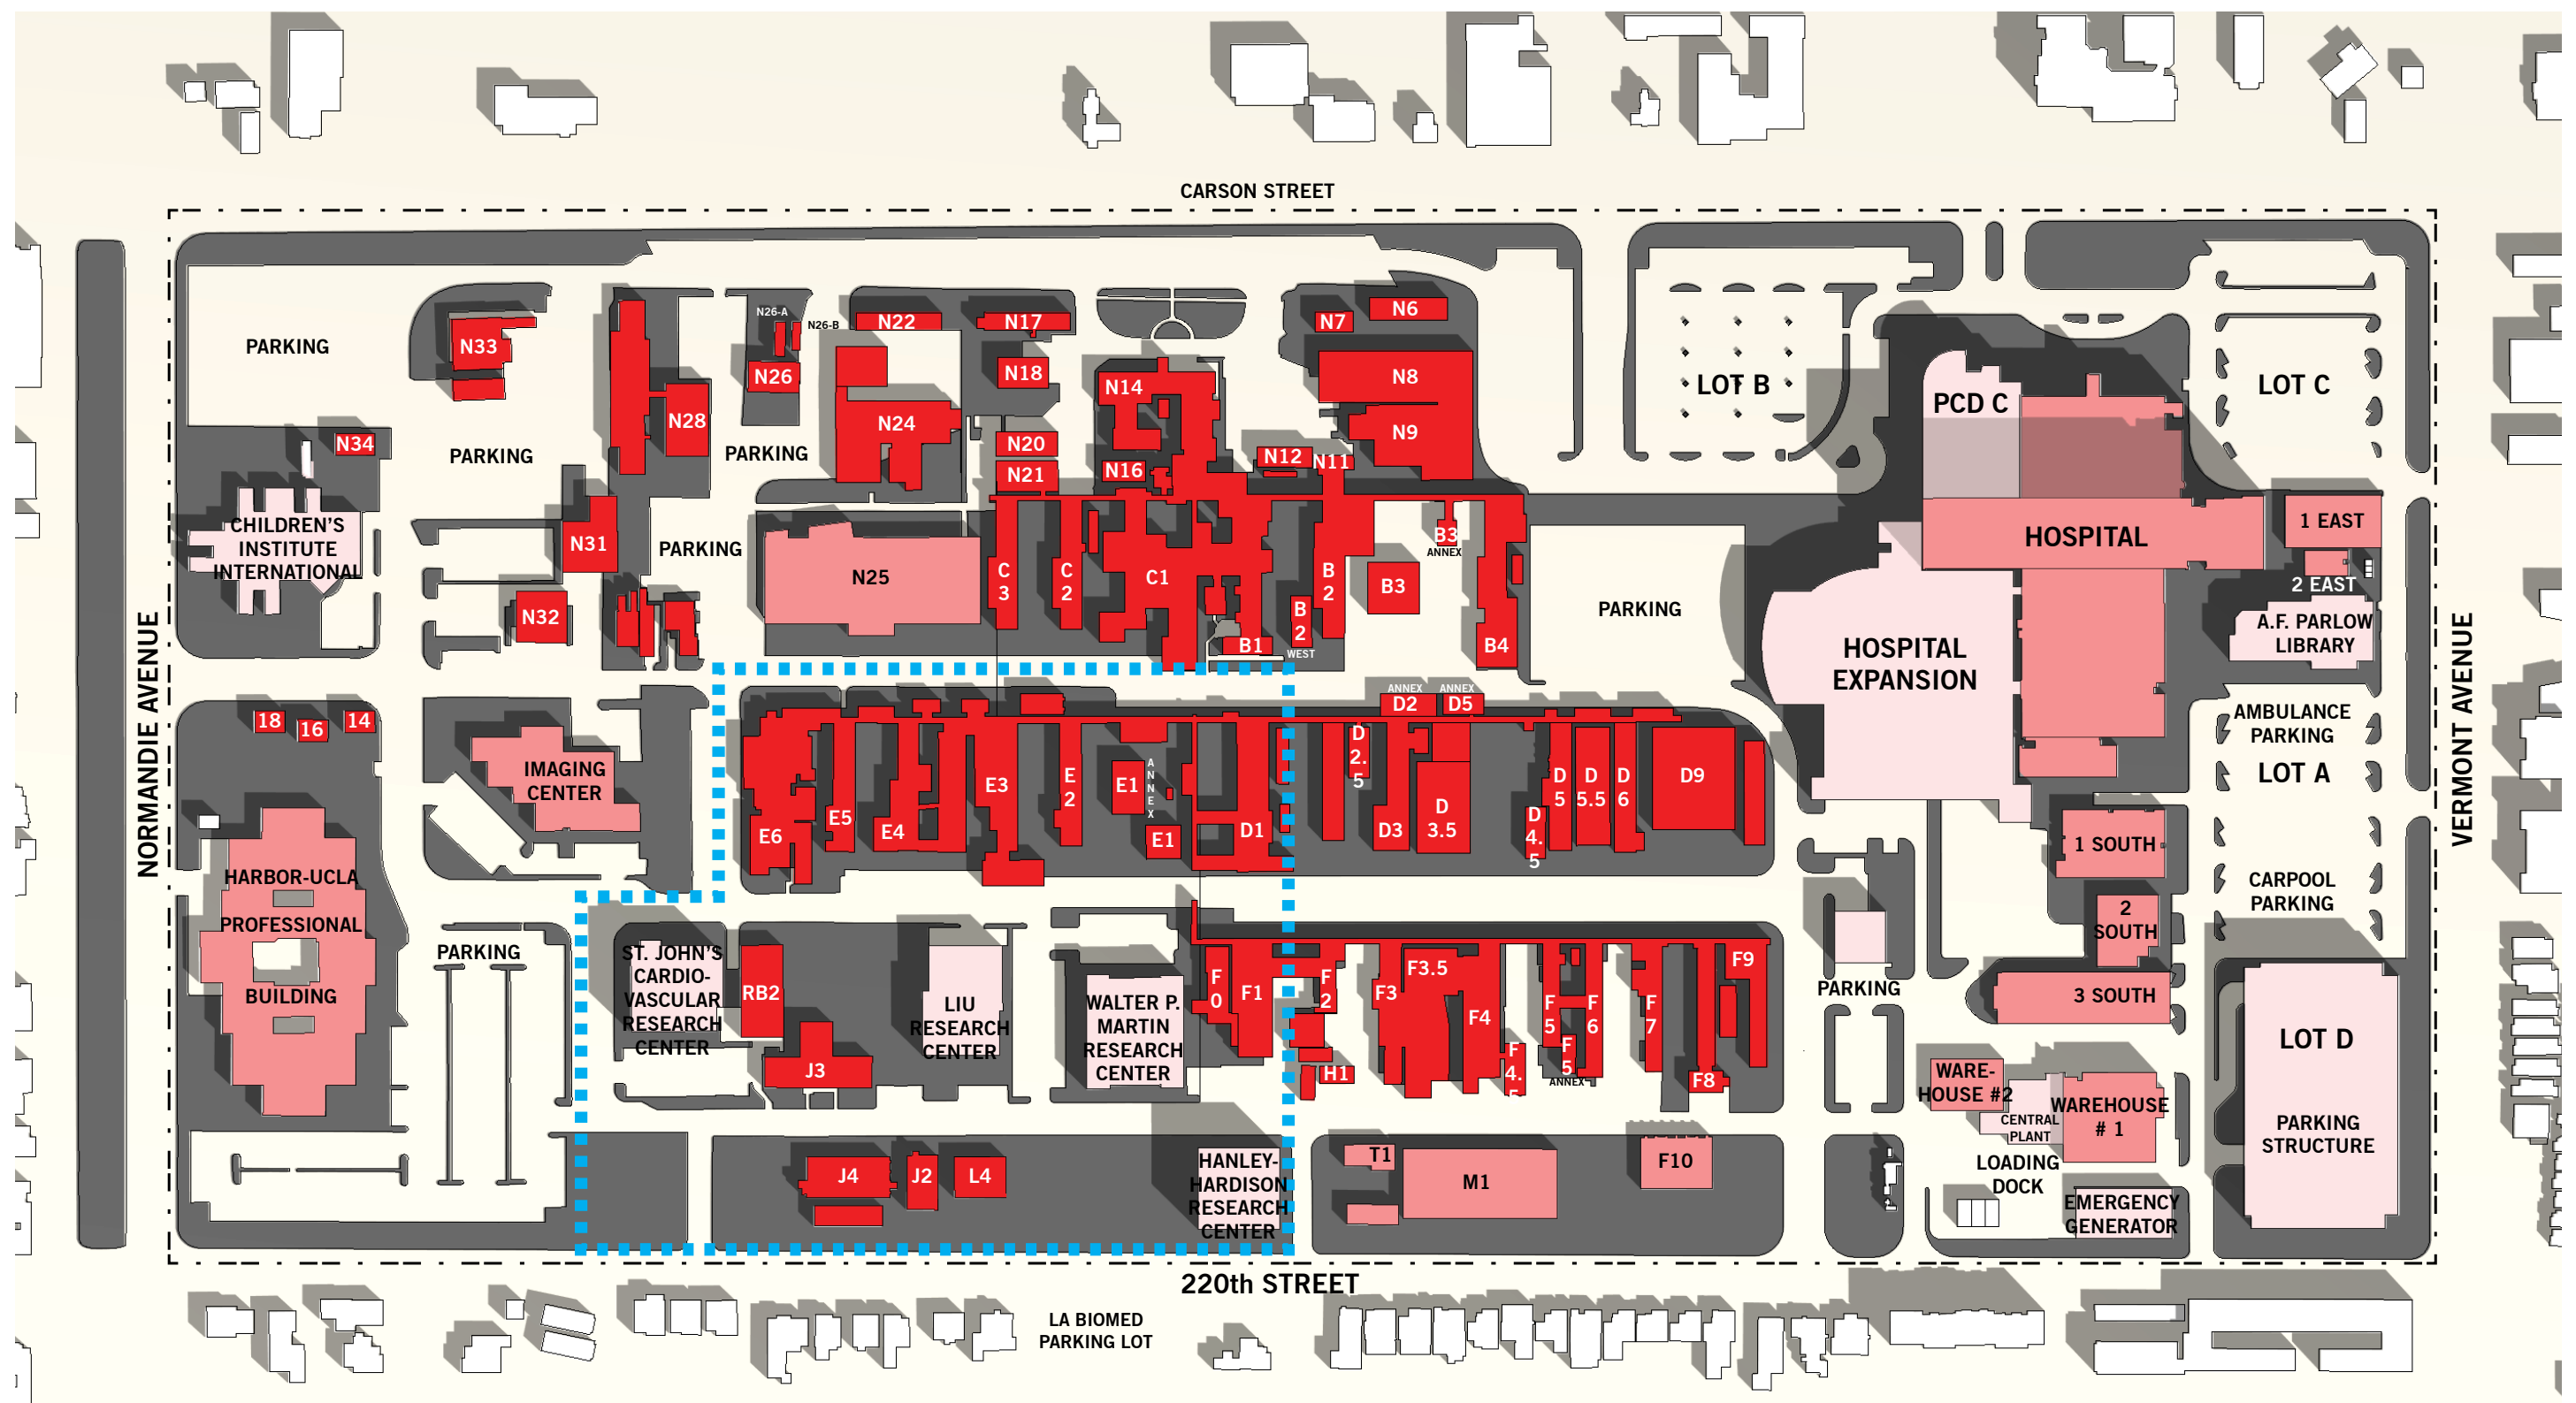 CARSON STREET
N26-A
N26-B
N22
N17
N7
N6
PARKING
N33
N26
N18
N14
N8
LOT B
PCD C
LOT C
N34
N28
N24
N20
N9
PARKING
PARKING
N21
N16
N12
N11
CHILDREN'S
INSTITUTE
INTERNATIONAL
N31
PARKING
N25
C
3
C
2
C1
B
2
B3
ANNEX
B3
HOSPITAL
1 EAST
2 EAST
N32
B1
B
2
WEST
B4
PARKING
HOSPITAL
EXPANSION
A.F. PARLOW
LIBRARY
NORMANDIE AVENUE
VERMONT AVENUE
18
16
14
ANNEX
D2
ANNEX
D5
AMBULANCE
PARKING
LOT A
IMAGING
CENTER
E6
E5
E4
E3
E
2
E1
A
N
N
E
X
E1
D1
D
2.
5
D3
D
3.5
D
4.
5
D
5
D
5.5
D
6
D9
1 SOUTH
CARPOOL
PARKING
2
SOUTH
3 SOUTH
HARBOR-UCLA
PROFESSIONAL
BUILDING
PARKING
ST. JOHN'S
CARDIO-
VASCULAR
RESEARCH
CENTER
RB2
J3
LIU
RESEARCH
CENTER
WALTER P.
MARTIN
RESEARCH
CENTER
F
0
F1
F
2
H1
F3
F3.5
F4
F
4.
5
F
5
F
5
ANNEX
F
6
F
7
F8
F9
PARKING
LOT D
PARKING
STRUCTURE
WARE-
HOUSE #2
CENTRAL
PLANT
WAREHOUSE
# 1
LOADING
DOCK
EMERGENCY
GENERATOR
J4
J2
L4
HANLEY-
HARDISON
RESEARCH
CENTER
T1
M1
F10
220th STREET
LA BIOMED
PARKING LOT